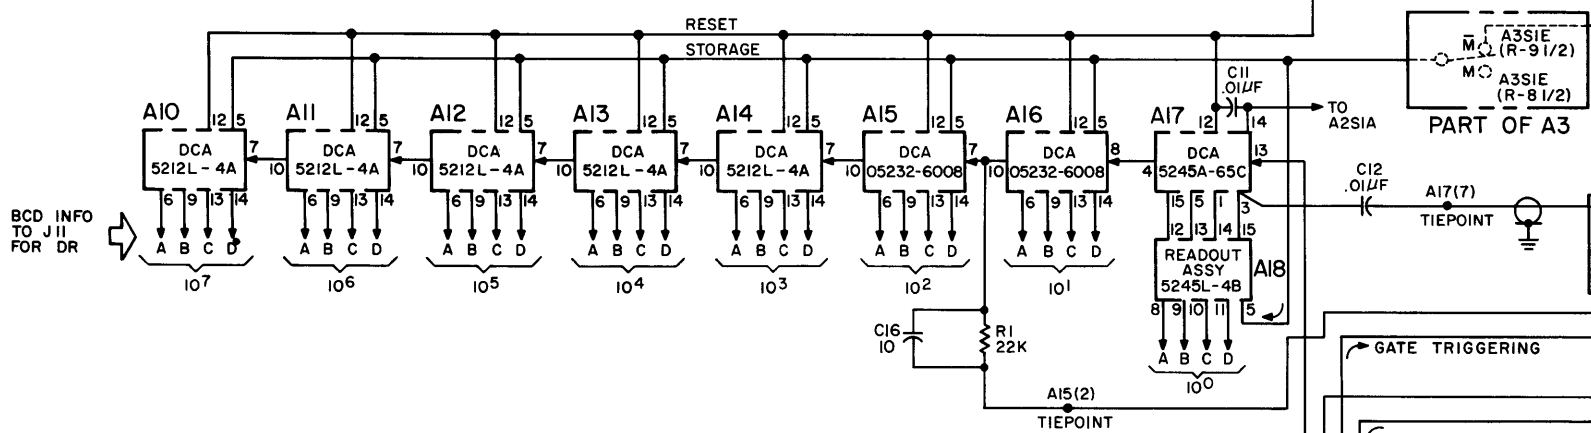 RESET
STORAGE
M̅ A3S1E
(R-9 1/2)
M A3S1E
(R-8 1/2)
PART OF A3
C11
.01µF
TO
A2S1A
A10 12 5
DCA
5212L-4A
7
6 9 13 14
A B C D
10⁷
A11 12 5
DCA
5212L-4A
10 7
6 9 13 14
A B C D
10⁶
A12 12 5
DCA
5212L-4A
10 7
6 9 13 14
A B C D
10⁵
A13 12 5
DCA
5212L-4A
10 7
6 9 13 14
A B C D
10⁴
A14 12 5
DCA
5212L-4A
10 7
6 9 13 14
A B C D
10³
A15 12 5
DCA
05232-6008
10 7
6 9 13 14
A B C D
10²
A16 12 5
DCA
05232-6008
10 8
6 9 13 14
A B C D
10¹
A17 12 14
DCA
5245A-65C
4 13
15 5 1 3
12 13 14 15
READOUT
ASSY
5245L-4B
A18
8 9 10 11 5
A B C D
10⁰
BCD INFO
TO J11
FOR DR
C12
.01µF
A17(7)
TIEPOINT
C16
10
R1
22K
A15(2)
TIEPOINT
GATE TRIGGERING